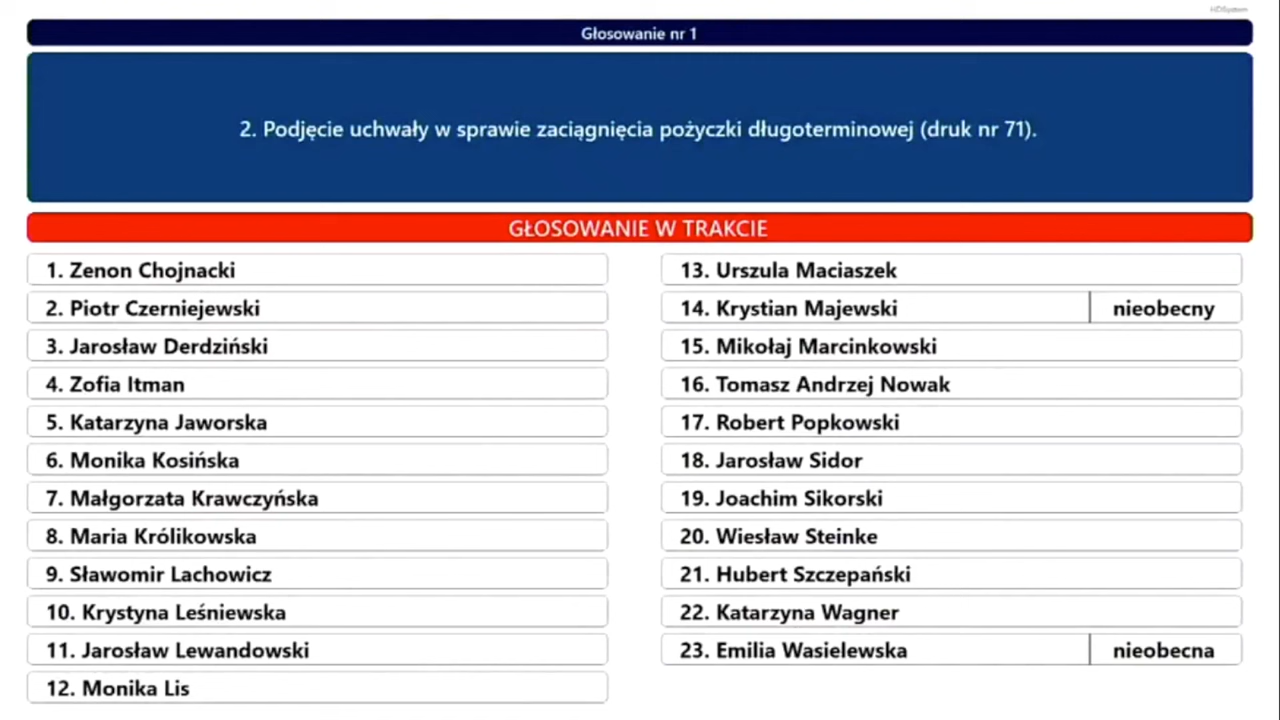 HDSystem
Głosowanie nr 1
2. Podjęcie uchwały w sprawie zaciągnięcia pożyczki długoterminowej (druk nr 71).
GŁOSOWANIE W TRAKCIE
1. Zenon Chojnacki
2. Piotr Czerniejewski
3. Jarosław Derdziński
4. Zofia Itman
5. Katarzyna Jaworska
6. Monika Kosińska
7. Małgorzata Krawczyńska
8. Maria Królikowska
9. Sławomir Lachowicz
10. Krystyna Leśniewska
11. Jarosław Lewandowski
12. Monika Lis
13. Urszula Maciaszek
14. Krystian Majewski nieobecny
15. Mikołaj Marcinkowski
16. Tomasz Andrzej Nowak
17. Robert Popkowski
18. Jarosław Sidor
19. Joachim Sikorski
20. Wiesław Steinke
21. Hubert Szczepański
22. Katarzyna Wagner
23. Emilia Wasielewska nieobecna